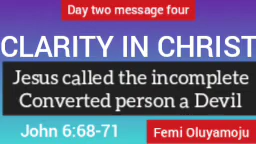 Day two message four
CLARITY IN CHRIST
Jesus called the incomplete
Converted person a Devil
John 6:68-71
Femi Oluyamoju